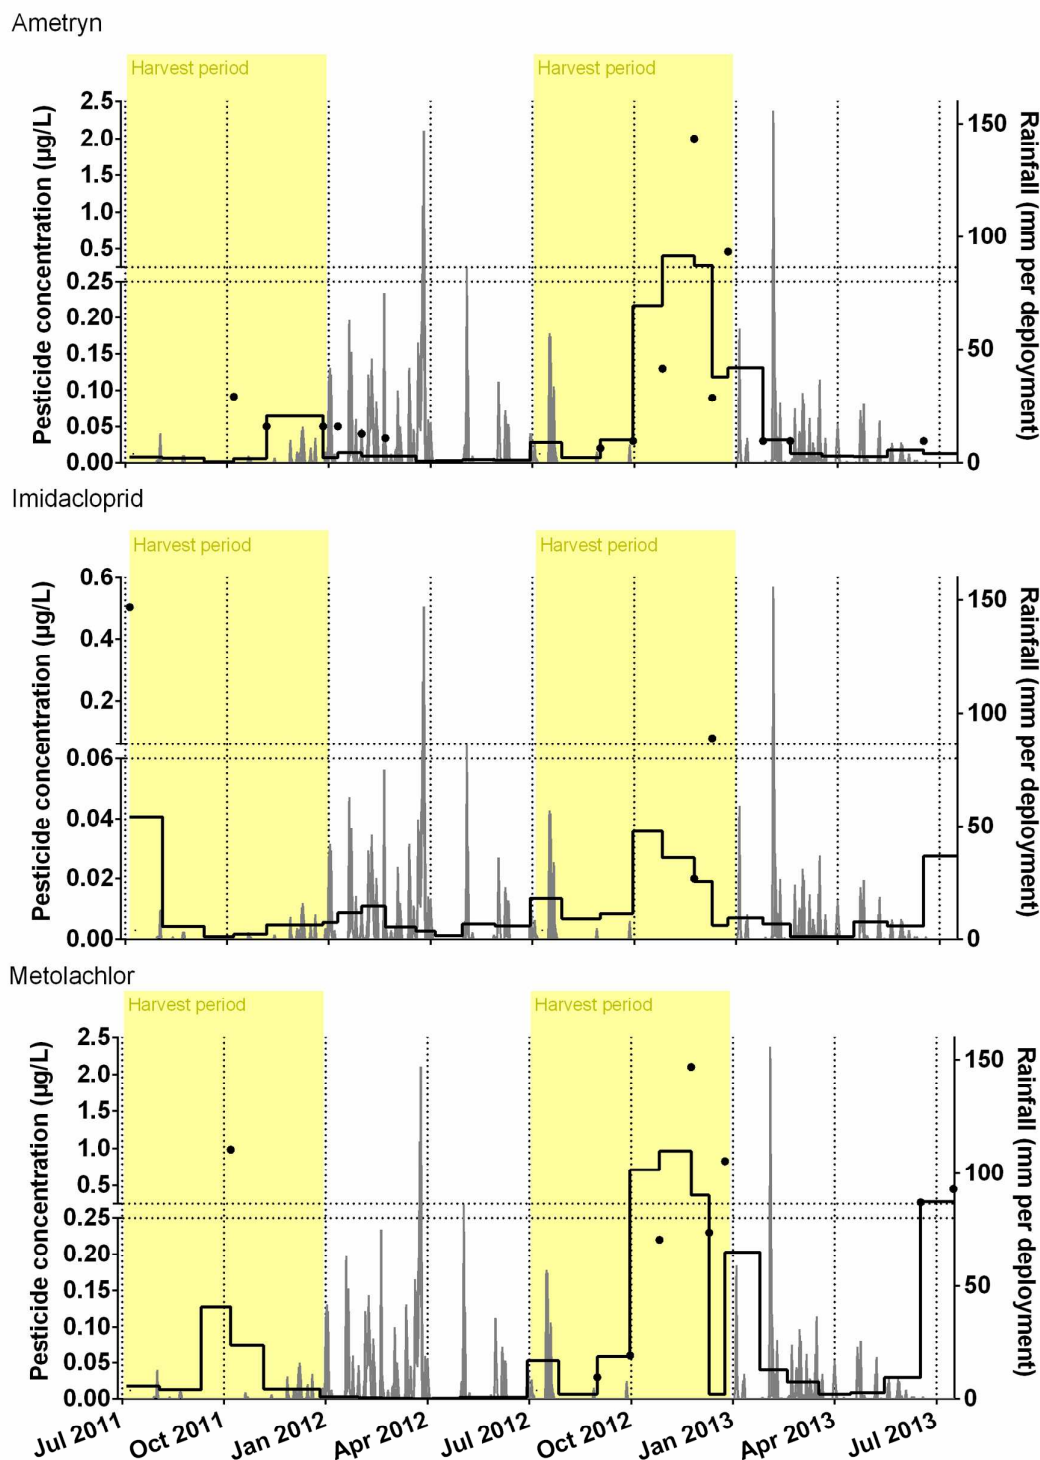 Ametryn
Harvest period
Harvest period
Pesticide concentration (µg/L)
2.5
2.0
1.5
1.0
0.5
0.25
0.20
0.15
0.10
0.05
0.00
150
100
50
0
Rainfall (mm per deployment)
Imidacloprid
Harvest period
Harvest period
Pesticide concentration (µg/L)
0.6
0.4
0.2
0.06
0.04
0.02
0.00
150
100
50
0
Rainfall (mm per deployment)
Metolachlor
Harvest period
Harvest period
Pesticide concentration (µg/L)
2.5
2.0
1.5
1.0
0.5
0.25
0.20
0.15
0.10
0.05
0.00
150
100
50
0
Rainfall (mm per deployment)
Jul 2011
Oct 2011
Jan 2012
Apr 2012
Jul 2012
Oct 2012
Jan 2013
Apr 2013
Jul 2013